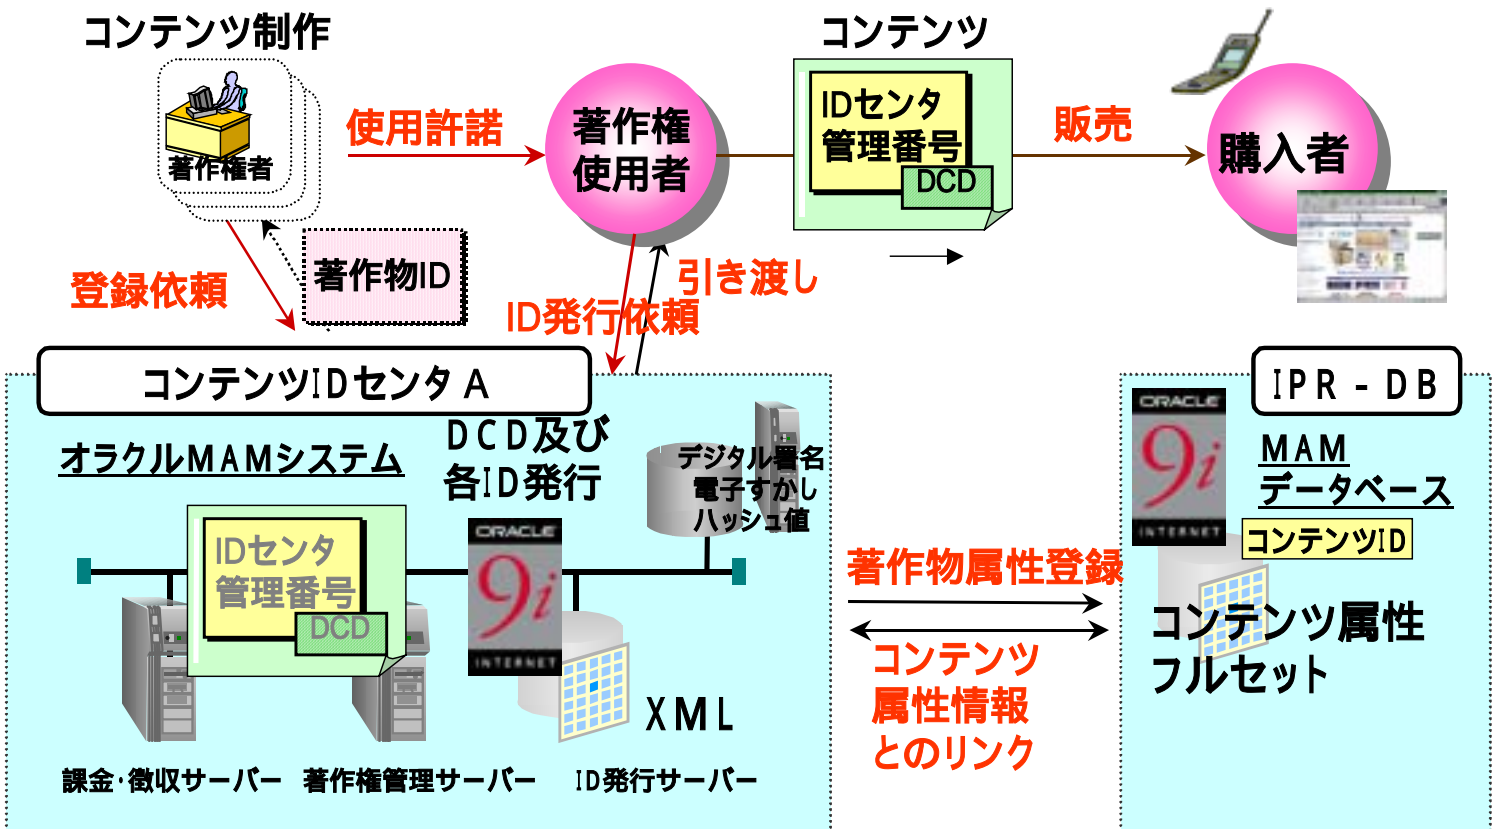 コンテンツ制作
著作権者
使用許諾
著作権
使用者
コンテンツ
IDセンタ
管理番号
DCD
販売
購入者
登録依頼
著作物ID
ID発行依頼
引き渡し
コンテンツIDセンタ A
オラクルMAMシステム
DCD及び
各ID発行
デジタル署名
電子すかし
ハッシュ値
IDセンタ
管理番号
DCD
ORACLE
9i
INTERNET
XML
課金・徴収サーバー
著作権管理サーバー
ID発行サーバー
著作物属性登録
コンテンツ
属性情報
とのリンク
IPR－DB
ORACLE
9i
INTERNET
MAM
データベース
コンテンツID
コンテンツ属性
フルセット